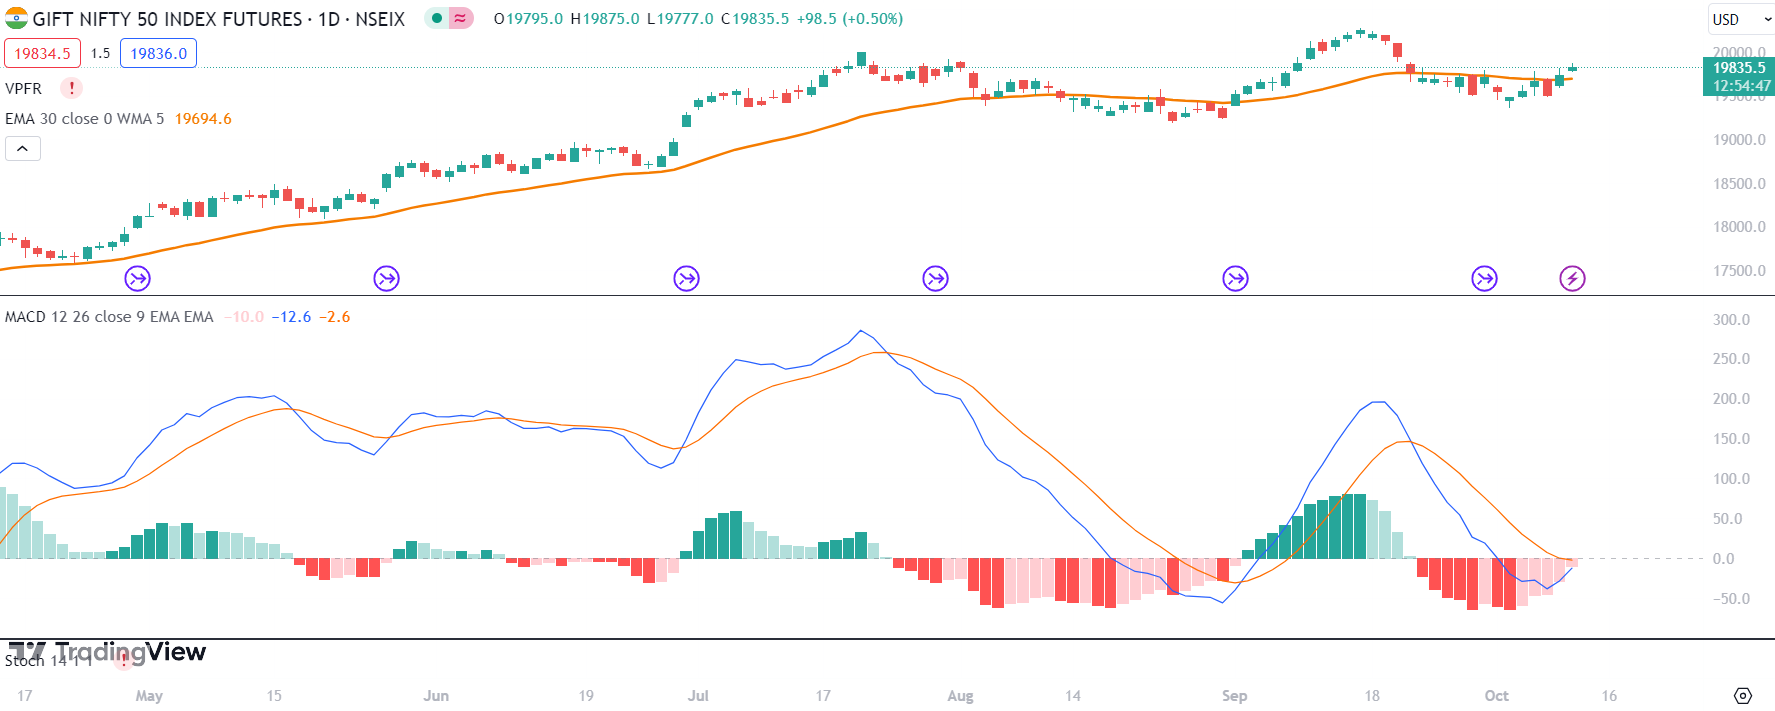 GIFT NIFTY 50 INDEX FUTURES · 1D · NSEIX O19795.0 H19875.0 L19777.0 C19835.5 +98.5 (+0.50%) USD
19834.5 1.5 19836.0
VPFR !
EMA 30 close 0 WMA 5 19694.6
20000.0
19835.5
12:54:47
19500.0
19000.0
18500.0
18000.0
17500.0
MACD 12 26 close 9 EMA EMA −10.0 −12.6 −2.6
300.0
250.0
200.0
150.0
100.0
50.0
0.0
−50.0
TradingView
Stoch 14 1 1 !
17 May 15 Jun 19 Jul 17 Aug 14 Sep 18 Oct 16